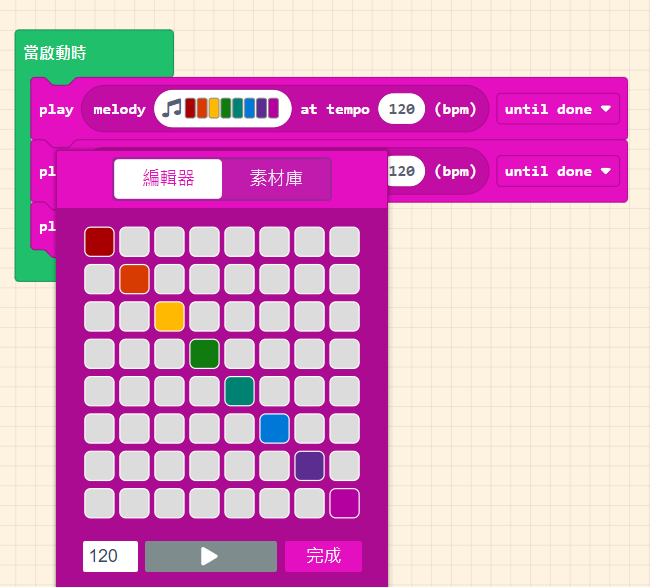 當啟動時
play melody at tempo 120 (bpm) until done
pl 120 (bpm) until done
編輯器 素材庫
pl
120 完成